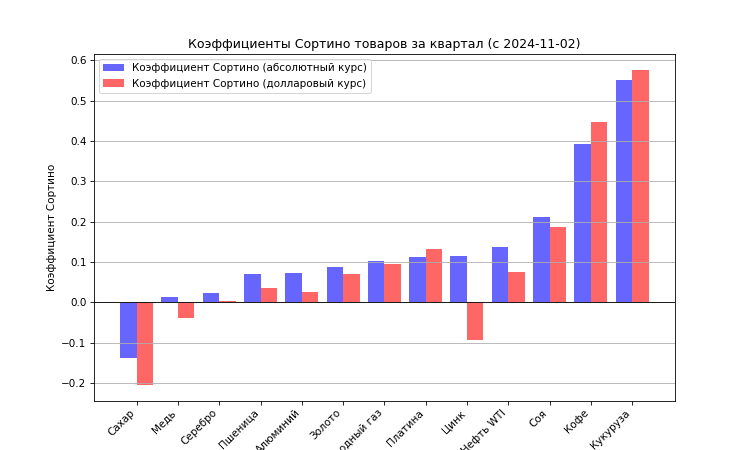 Коэффициенты Сортино товаров за квартал (с 2024-11-02)
Коэффициент Сортино (абсолютный курс)
Коэффициент Сортино (долларовый курс)
Коэффициент Сортино
0.6
0.5
0.4
0.3
0.2
0.1
0.0
−0.1
−0.2
Сахар
Медь
Серебро
Пшеница
Алюминий
Золото
газ
Платина
Цинк
Нефть WTI
Соя
Кофе
Кукуруза